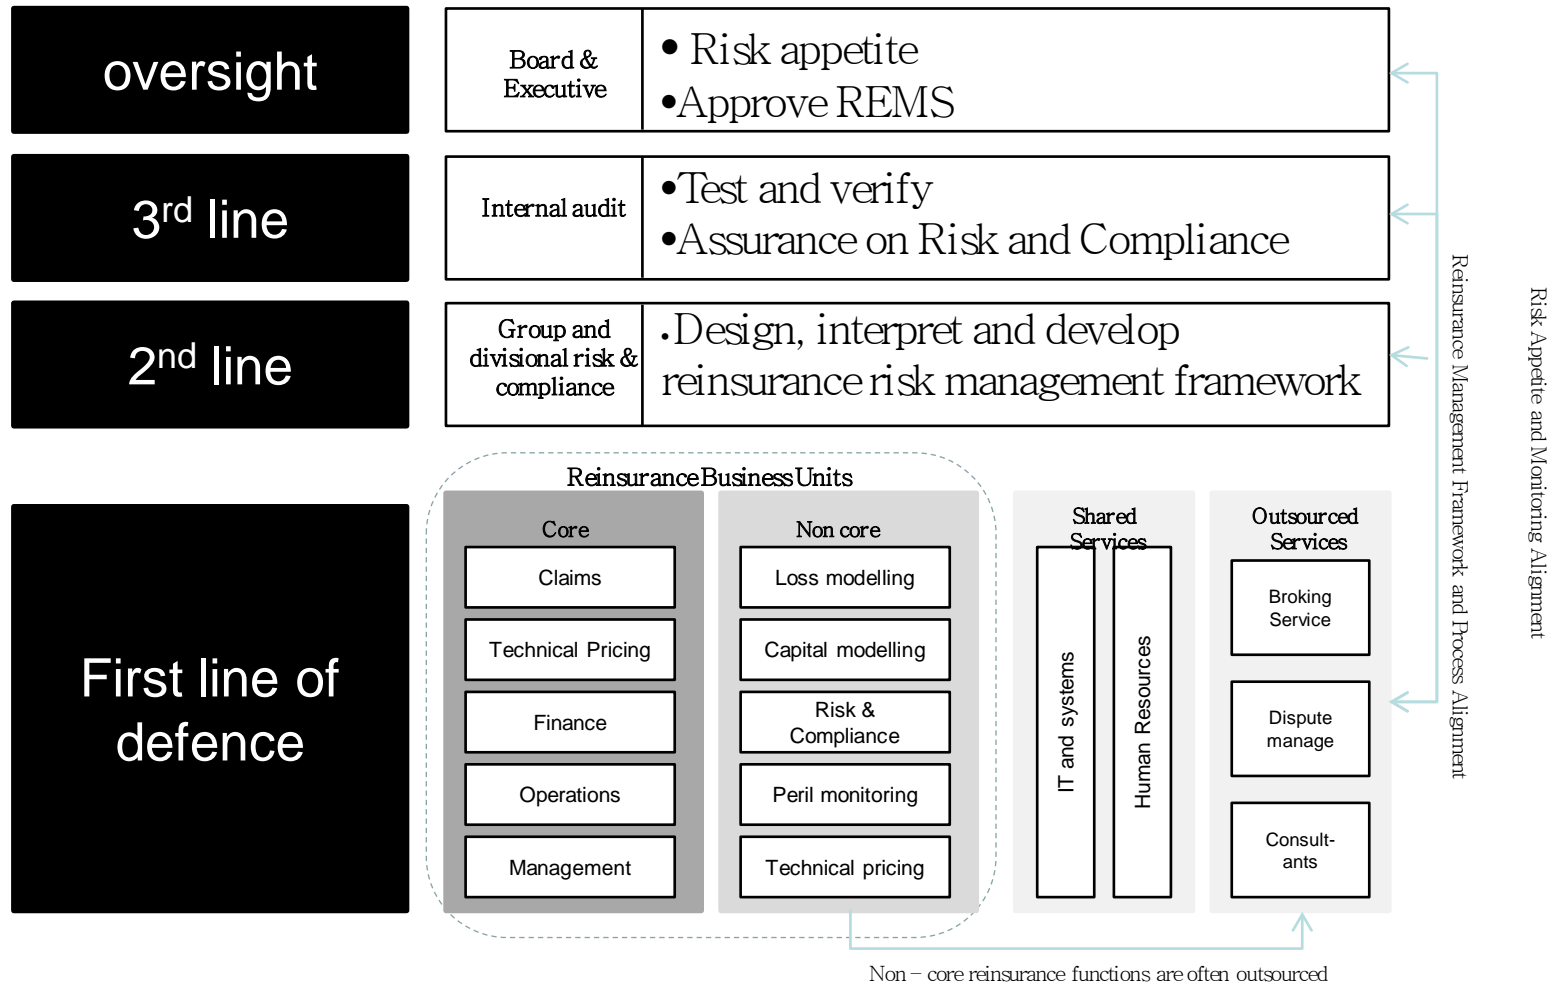 oversight
Board &
Executive
• Risk appetite
•Approve REMS
3rd line
Internal audit
•Test and verify
•Assurance on Risk and Compliance
2nd line
Group and
divisional risk &
compliance
•Design, interpret and develop
reinsurance risk management framework
First line of
defence
Reinsurance Business Units
Core
Claims
Technical Pricing
Finance
Operations
Management
Non core
Loss modelling
Capital modelling
Risk &
Compliance
Peril monitoring
Technical pricing
Shared
Services
IT and systems
Human Resources
Outsourced
Services
Broking
Service
Dispute
manage
Consult-
ants
Reinsurance Management Framework and Process Alignment
Risk Appetite and Monitoring Alignment
Non – core reinsurance functions are often outsourced